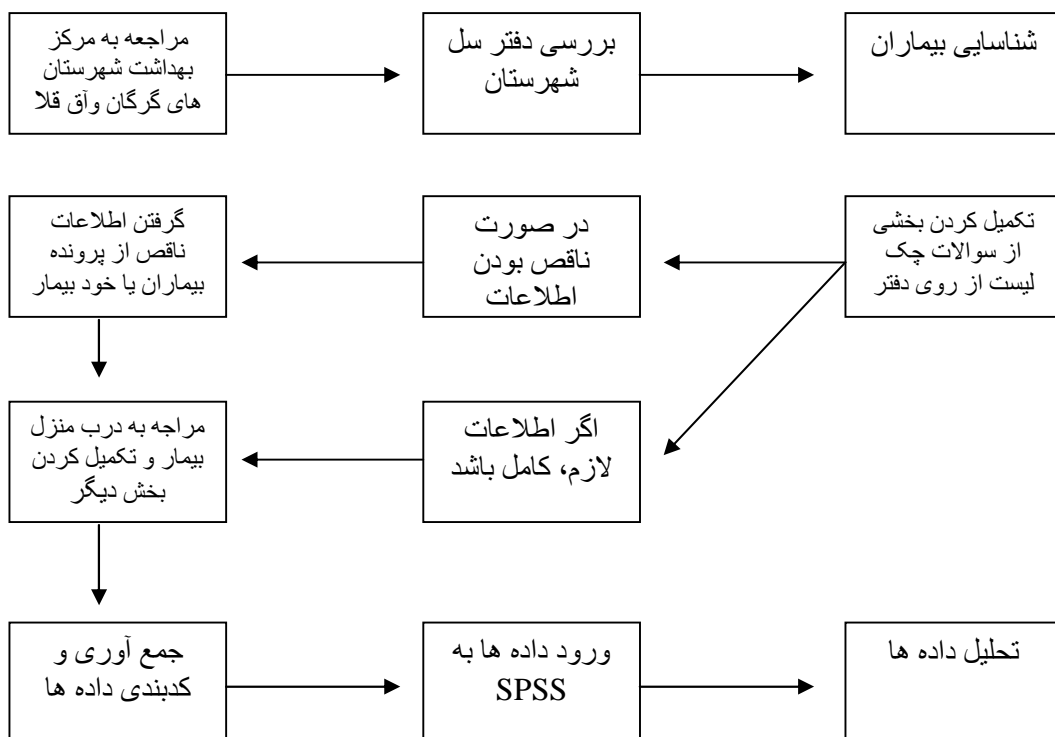 مراجعه به مرکز
بهداشت شهرستان
های گرگان وآق قلا
بررسی دفتر سل
شهرستان
شناسایی بیماران
تکمیل کردن بخشی
از سوالات چک
لیست از روی دفتر
در صورت
ناقص بودن
اطلاعات
گرفتن اطلاعات
ناقص از پرونده
بیماران یا خود بیمار
اگر اطلاعات
لازم، کامل باشد
مراجه به درب منزل
بیمار و تکمیل کردن
بخش دیگر
جمع آوری و
کدبندی داده ها
ورود داده ها به
SPSS
تحلیل داده ها